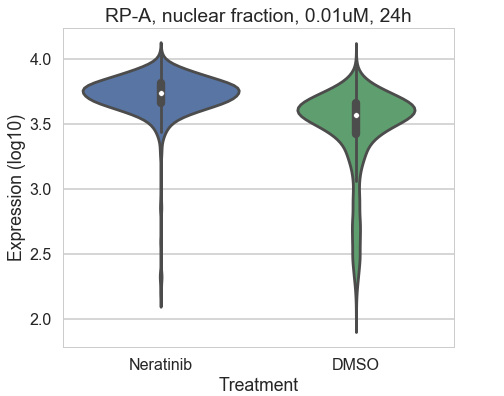 RP-A, nuclear fraction, 0.01uM, 24h
Expression (log10)
4.0
3.5
3.0
2.5
2.0
Neratinib DMSO
Treatment